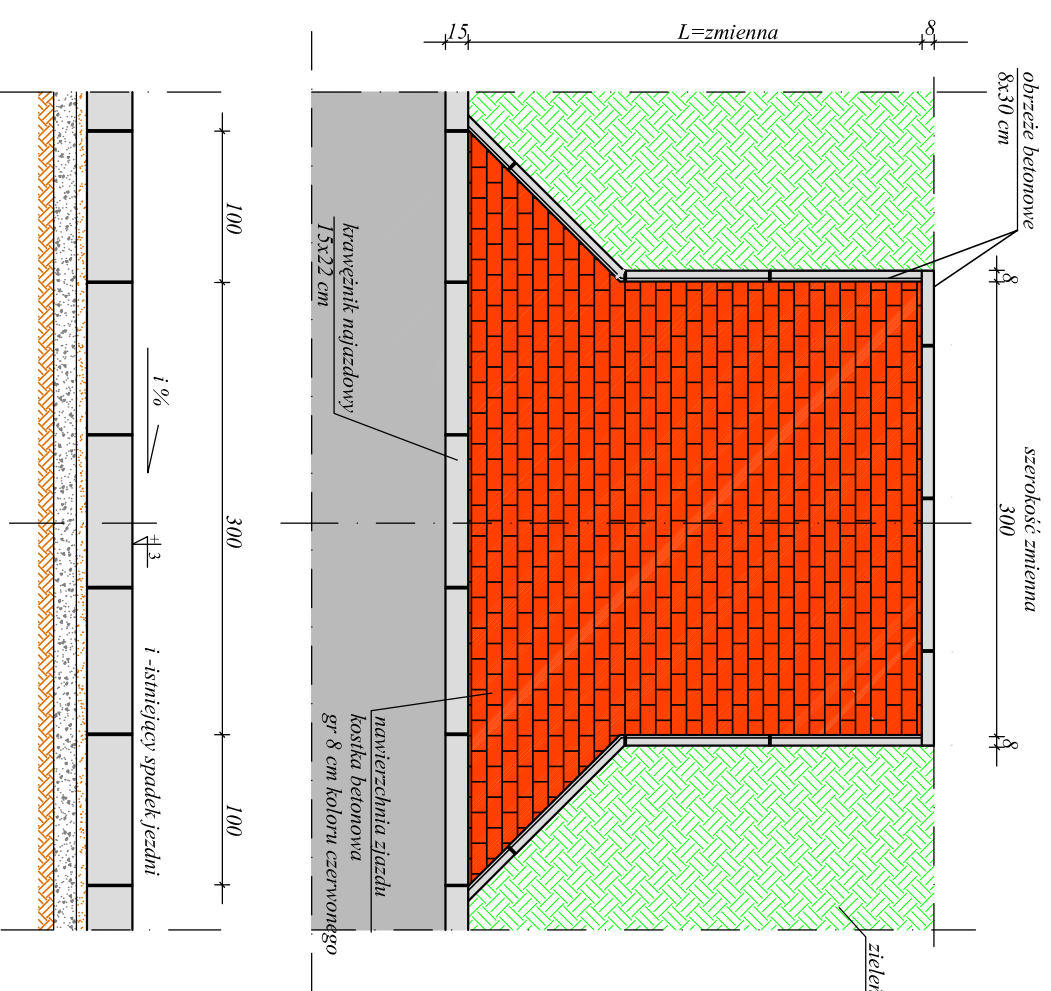 15
L=zmienna
8
obrzeże betonowe
8x30 cm
8
szerokość zmienna
300
8
krawężnik najazdowy
15x22 cm
nawierzchnia zjazdu
kostka betonowa
gr 8 cm koloru czerwonego
100
300
100
i %
+3
i -istniejący spadek jezdni